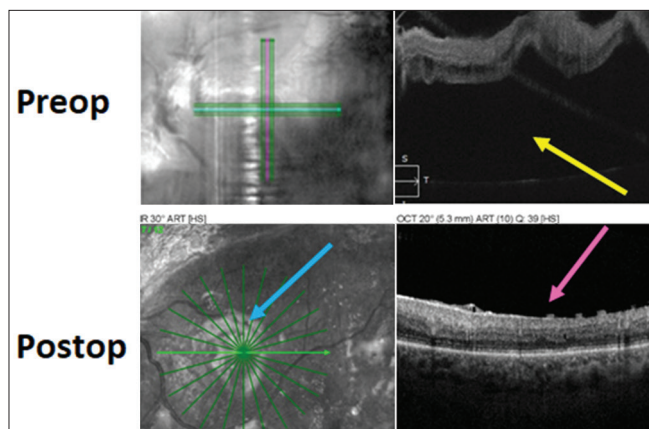 Preop
S
T
IR 30° ART [HS]
OCT 20° (5.3 mm) ART (10) Q: 39 [HS]
Postop